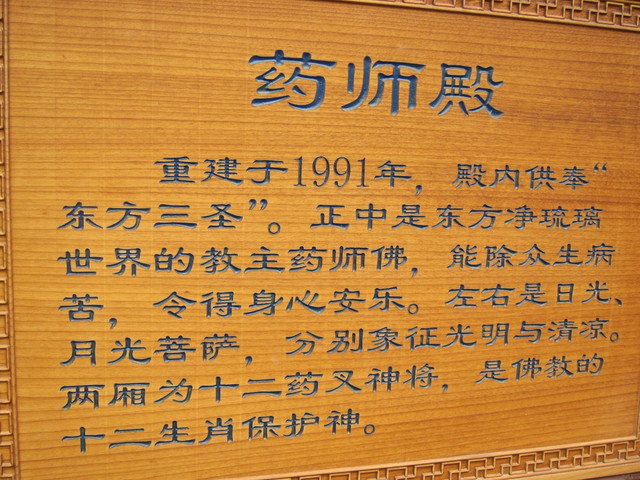 药师殿
重建于1991年，殿内供奉“
东方三圣”。正中是东方净琉璃
世界的教主药师佛，能除众生病
苦，令得身心安乐。左右是日光、
月光菩萨，分别象征光明与清凉。
两厢为十二药叉神将，是佛教的
十二生肖保护神。